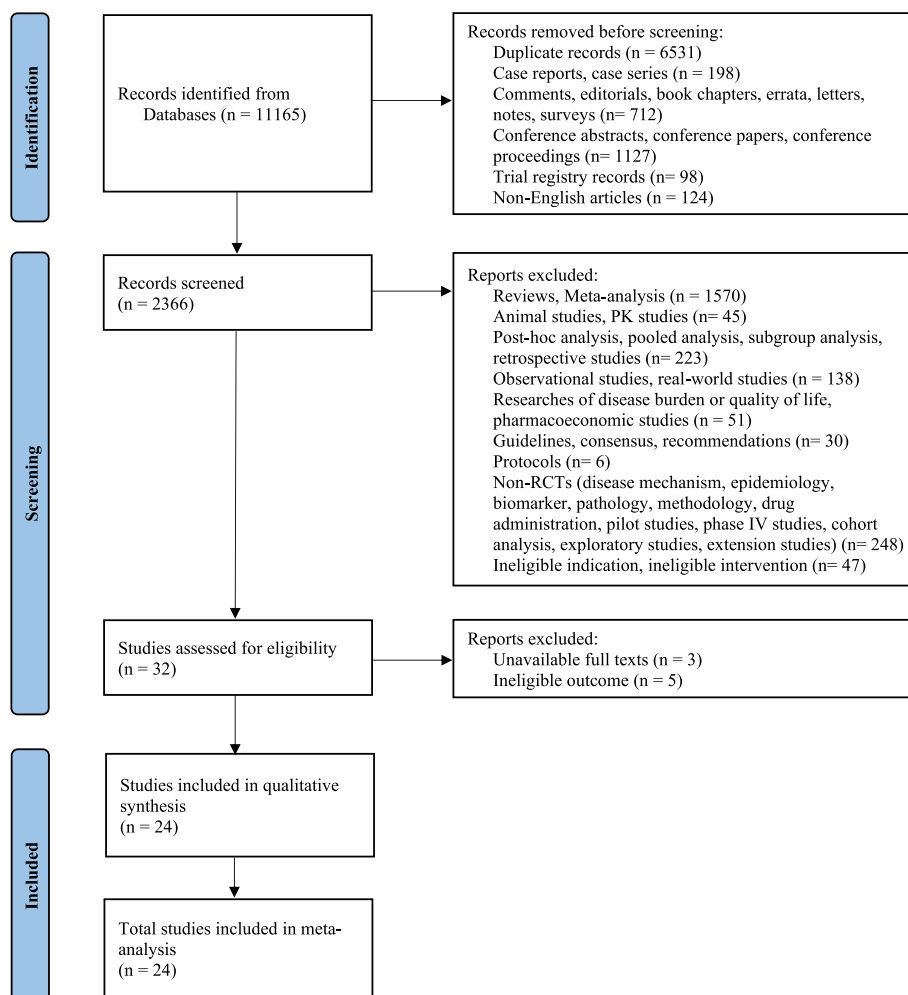 Identification
Records identified from
Databases (n = 11165)
Records removed before screening:
Duplicate records (n = 6531)
Case reports, case series (n = 198)
Comments, editorials, book chapters, errata, letters,
notes, surveys (n= 712)
Conference abstracts, conference papers, conference
proceedings (n= 1127)
Trial registry records (n= 98)
Non-English articles (n = 124)
Screening
Records screened
(n = 2366)
Reports excluded:
Reviews, Meta-analysis (n = 1570)
Animal studies, PK studies (n= 45)
Post-hoc analysis, pooled analysis, subgroup analysis,
retrospective studies (n= 223)
Observational studies, real-world studies (n = 138)
Researches of disease burden or quality of life,
pharmacoeconomic studies (n = 51)
Guidelines, consensus, recommendations (n= 30)
Protocols (n= 6)
Non-RCTs (disease mechanism, epidemiology,
biomarker, pathology, methodology, drug
administration, pilot studies, phase IV studies, cohort
analysis, exploratory studies, extension studies) (n= 248)
Ineligible indication, ineligible intervention (n= 47)
Studies assessed for eligibility
(n = 32)
Reports excluded:
Unavailable full texts (n = 3)
Ineligible outcome (n = 5)
Included
Studies included in qualitative
synthesis
(n = 24)
Total studies included in meta-
analysis
(n = 24)